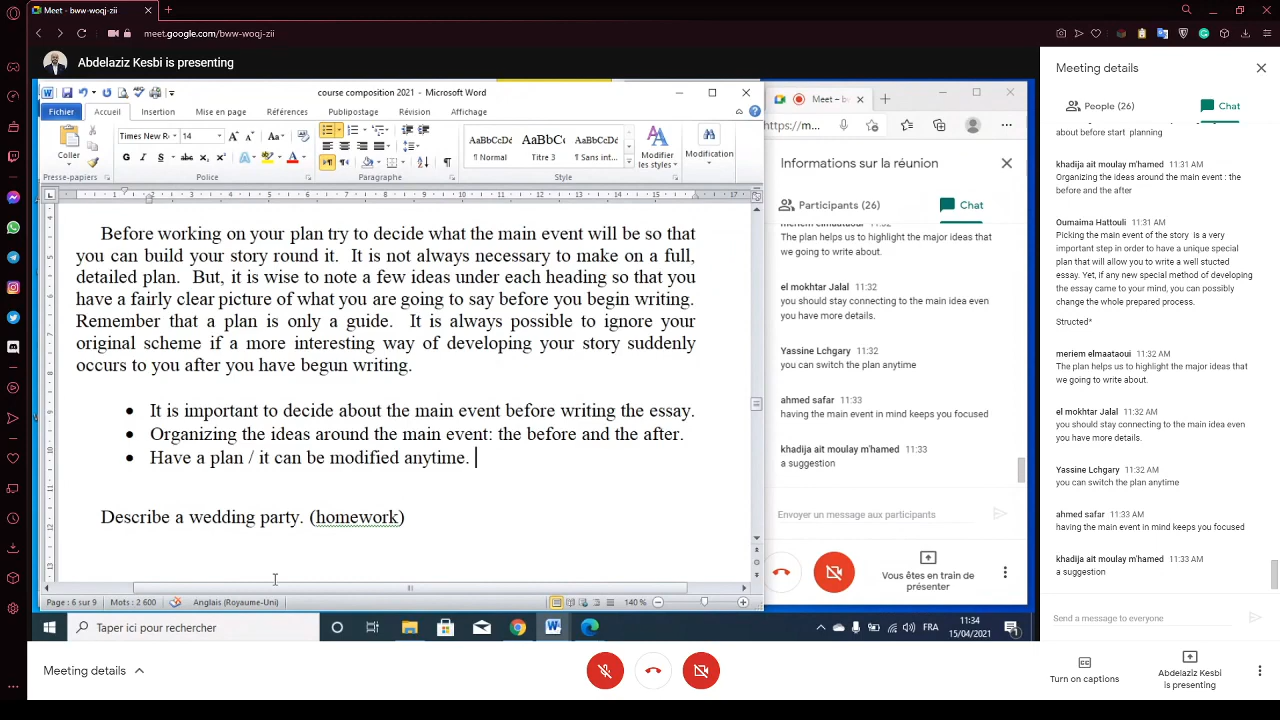 Meet - bww-woqj-zii
meet.google.com/bww-woqj-zii
Abdelaziz Kesbi is presenting
course composition 2021 - Microsoft Word
Fichier
Accueil
Insertion
Mise en page
Références
Publipostage
Révision
Affichage
Coller
Times New R
14
G I S abc X₂ X²
AaBbCcDd
AaBbC
AaBbCcDd
¶ Normal
Titre 3
¶ Sans int...
Modifier
les styles
Modification
Presse-papiers
Police
Paragraphe
Style
Before working on your plan try to decide what the main event will be so that
you can build your story round it. It is not always necessary to make on a full,
detailed plan. But, it is wise to note a few ideas under each heading so that you
have a fairly clear picture of what you are going to say before you begin writing.
Remember that a plan is only a guide. It is always possible to ignore your
original scheme if a more interesting way of developing your story suddenly
occurs to you after you have begun writing.
• It is important to decide about the main event before writing the essay.
• Organizing the ideas around the main event: the before and the after.
• Have a plan / it can be modified anytime.
Describe a wedding party. (homework)
Page : 6 sur 9
Mots : 2 600
Anglais (Royaume-Uni)
140 %
Taper ici pour rechercher
FRA
11:34
15/04/2021
Meet – b
https://m...
Informations sur la réunion
Participants (26)
Chat
meriem elmaataoui 11:32
The plan helps us to highlight the major ideas that
we going to write about.
el mokhtar Jalal 11:32
you should stay connecting to the main idea even
you have more details.
Yassine Lchgary 11:32
you can switch the plan anytime
ahmed safar 11:33
having the main event in mind keeps you focused
khadija ait moulay m'hamed 11:33
a suggestion
Envoyer un message aux participants
Vous êtes en train de
présenter
Meeting details
People (26)
Chat
about before start planning
khadija ait moulay m'hamed 11:31 AM
Organizing the ideas around the main event : the
before and the after
Oumaima Hattouli 11:31 AM
Picking the main event of the story Is a very
important step in order to have a unique special
plan that will allow you to write a well stucted
essay. Yet, if any new special method of developing
the essay came to your mind, you can possibly
change the whole prepared process.
Structed*
meriem elmaataoui 11:32 AM
The plan helps us to highlight the major ideas that
we going to write about.
el mokhtar Jalal 11:32 AM
you should stay connecting to the main idea even
you have more details.
Yassine Lchgary 11:32 AM
you can switch the plan anytime
ahmed safar 11:33 AM
having the main event in mind keeps you focused
khadija ait moulay m'hamed 11:33 AM
a suggestion
Send a message to everyone
Meeting details
Turn on captions
Abdelaziz Kesbi
is presenting